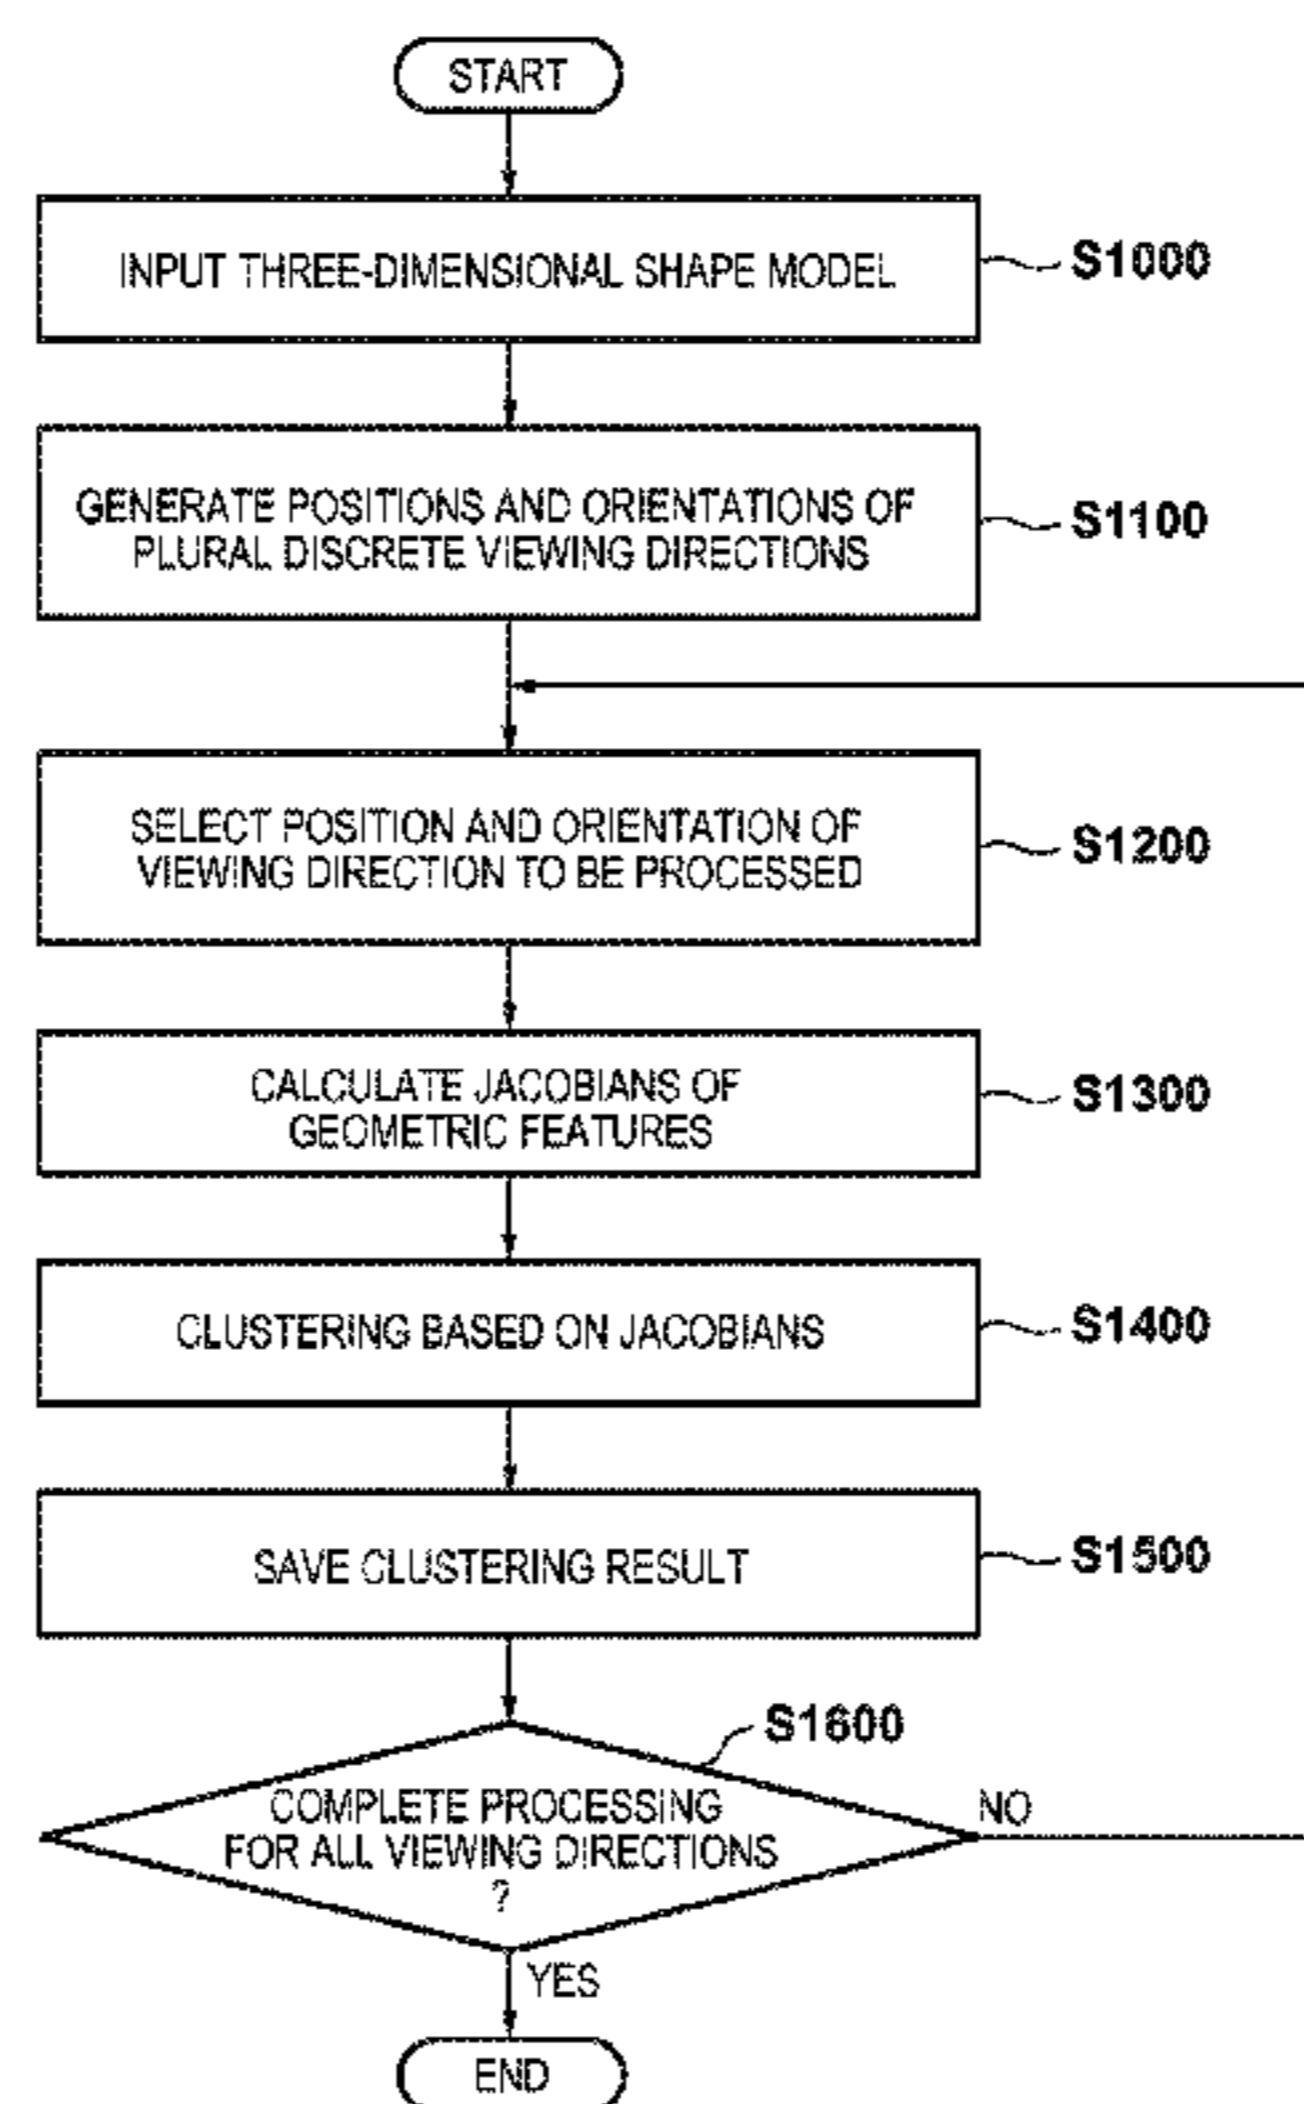 START
INPUT THREE-DIMENSIONAL SHAPE MODEL
S1000
GENERATE POSITIONS AND ORIENTATIONS OF
PLURAL DISCRETE VIEWING DIRECTIONS
S1100
SELECT POSITION AND ORIENTATION OF
VIEWING DIRECTION TO BE PROCESSED
S1200
CALCULATE JACOBIANS OF
GEOMETRIC FEATURES
S1300
CLUSTERING BASED ON JACOBIANS
S1400
SAVE CLUSTERING RESULT
S1500
S1600
COMPLETE PROCESSING
FOR ALL VIEWING DIRECTIONS
?
NO
YES
END